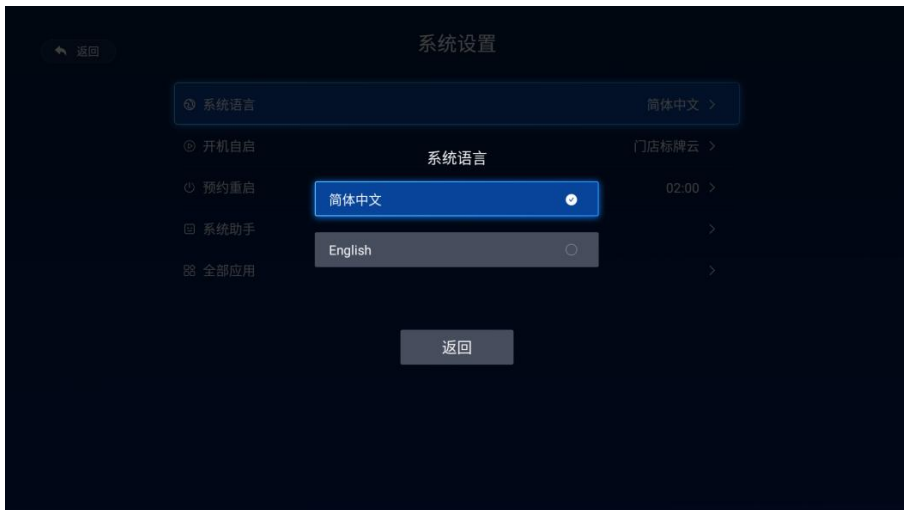 返回
系统设置
系统语言 简体中文
开机自启 门店标牌云
预约重启 02:00
系统助手
全部应用
系统语言
简体中文
English
返回